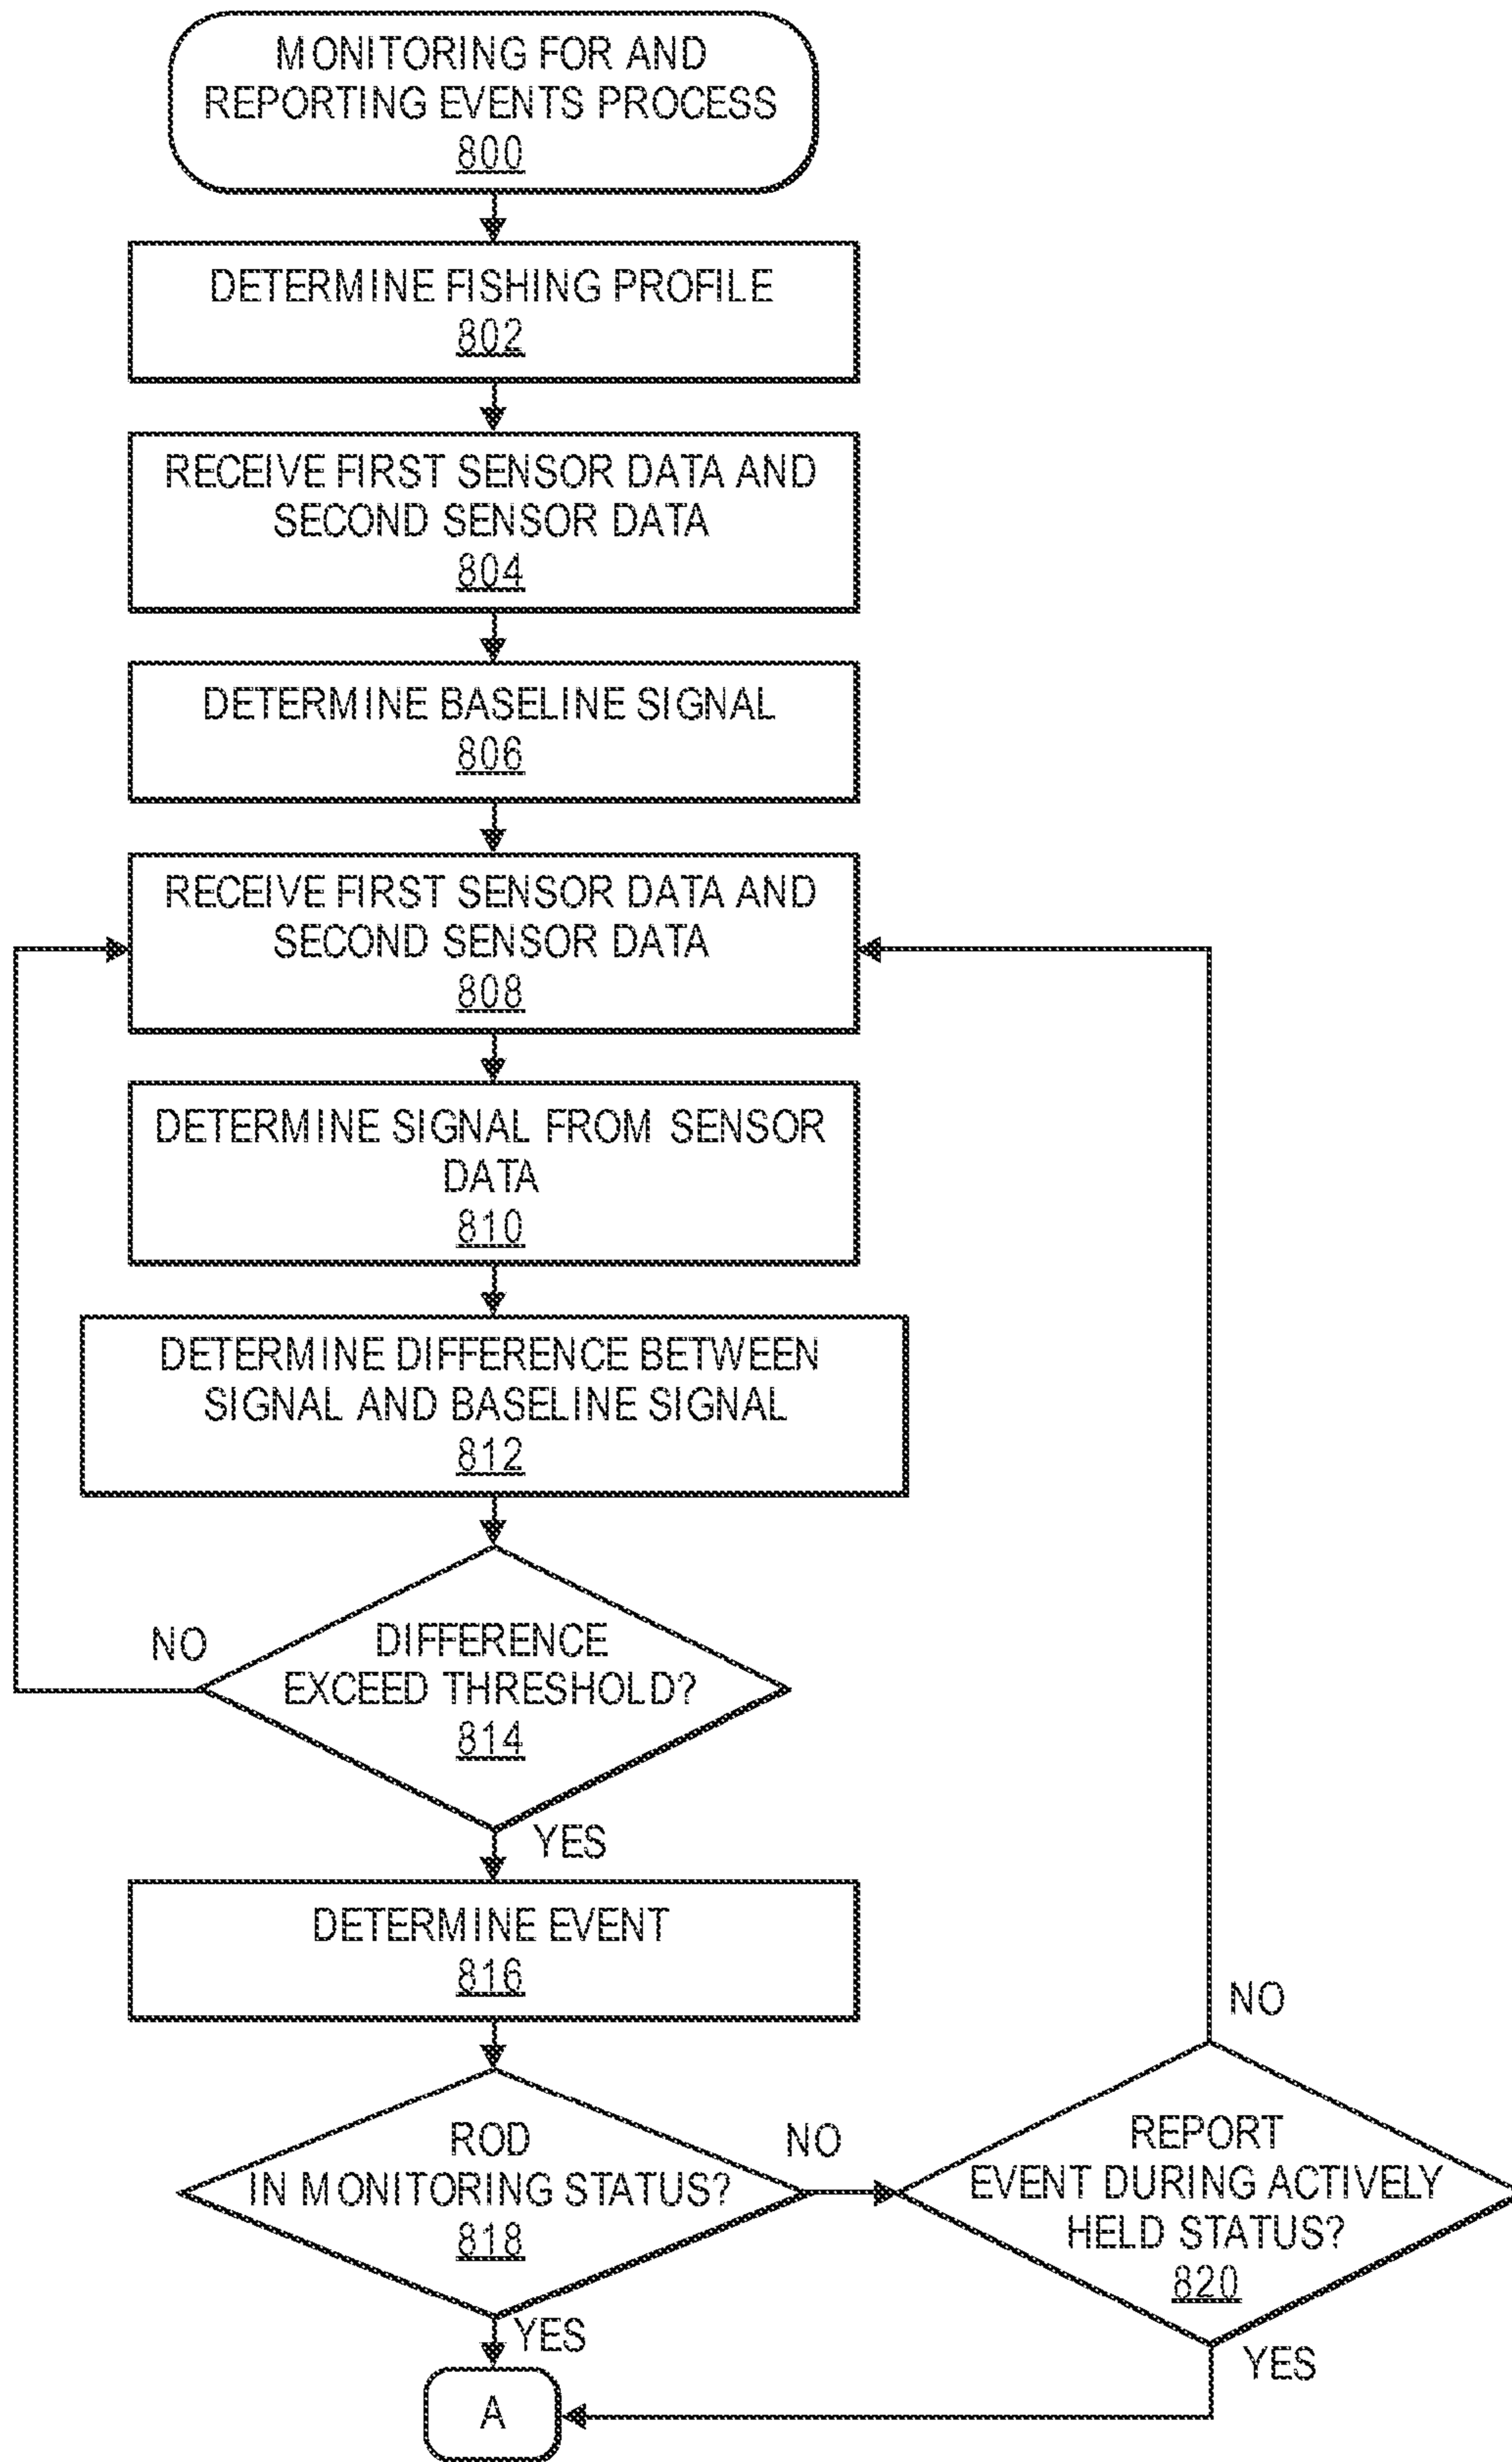 MONITORING FOR AND
REPORTING EVENTS PROCESS
800
DETERMINE FISHING PROFILE
802
RECEIVE FIRST SENSOR DATA AND
SECOND SENSOR DATA
804
DETERMINE BASELINE SIGNAL
806
RECEIVE FIRST SENSOR DATA AND
SECOND SENSOR DATA
808
DETERMINE SIGNAL FROM SENSOR
DATA
810
DETERMINE DIFFERENCE BETWEEN
SIGNAL AND BASELINE SIGNAL
812
NO
DIFFERENCE
EXCEED THRESHOLD?
814
YES
DETERMINE EVENT
816
NO
ROD
IN MONITORING STATUS?
818
NO
REPORT
EVENT DURING ACTIVELY
HELD STATUS?
820
YES
YES
A